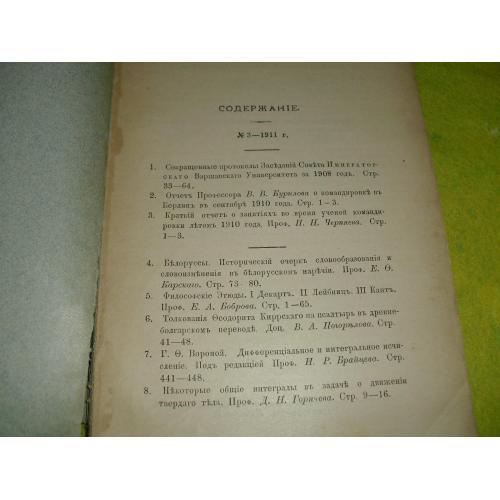 СОДЕРЖАНІЕ.
№ 3—1911 г.
1. Сокращенные протоколы Засѣданій Совѣта Император-
скаго Варшавскаго Университета за 1908 годъ. Стр.
33—64.
2. Отчетъ Профессора В. В. Курилова о командировкѣ въ
Берлинъ въ сентябрѣ 1910 года. Стр. 1—3.
3. Краткій отчетъ о занятіяхъ во время ученой команди-
ровки лѣтомъ 1910 года. Проф. Н. Н. Черняева. Стр.
1—3.
4. Бѣлоруссы. Историческій очеркъ словообразованія и
словоизмѣненія въ бѣлорусскомъ нарѣчіи. Проф. Е. Ѳ.
Карскаго. Стр. 73—80.
5. Философскіе Этюды. I Декартъ. II Лейбницъ. III Кантъ.
Проф. Е. А. Боброва. Стр. 1—65.
6. Толкованія Ѳеодорита Киррскаго на псалтырь въ древне-
болгарскомъ переводѣ. Доц. В. А. Погорѣлова. Стр.
41—48.
7. Г. Ѳ. Вороной. Дифференціальное и интегральное исчи-
сленіе. Подъ редакціей Проф. И. Р. Брайцева. Стр.
441—448.
8. Нѣкоторые общіе интегралы въ задачѣ о движеніи
твердаго тѣла. Проф. Д. Н. Горячева. Стр. 9—16.